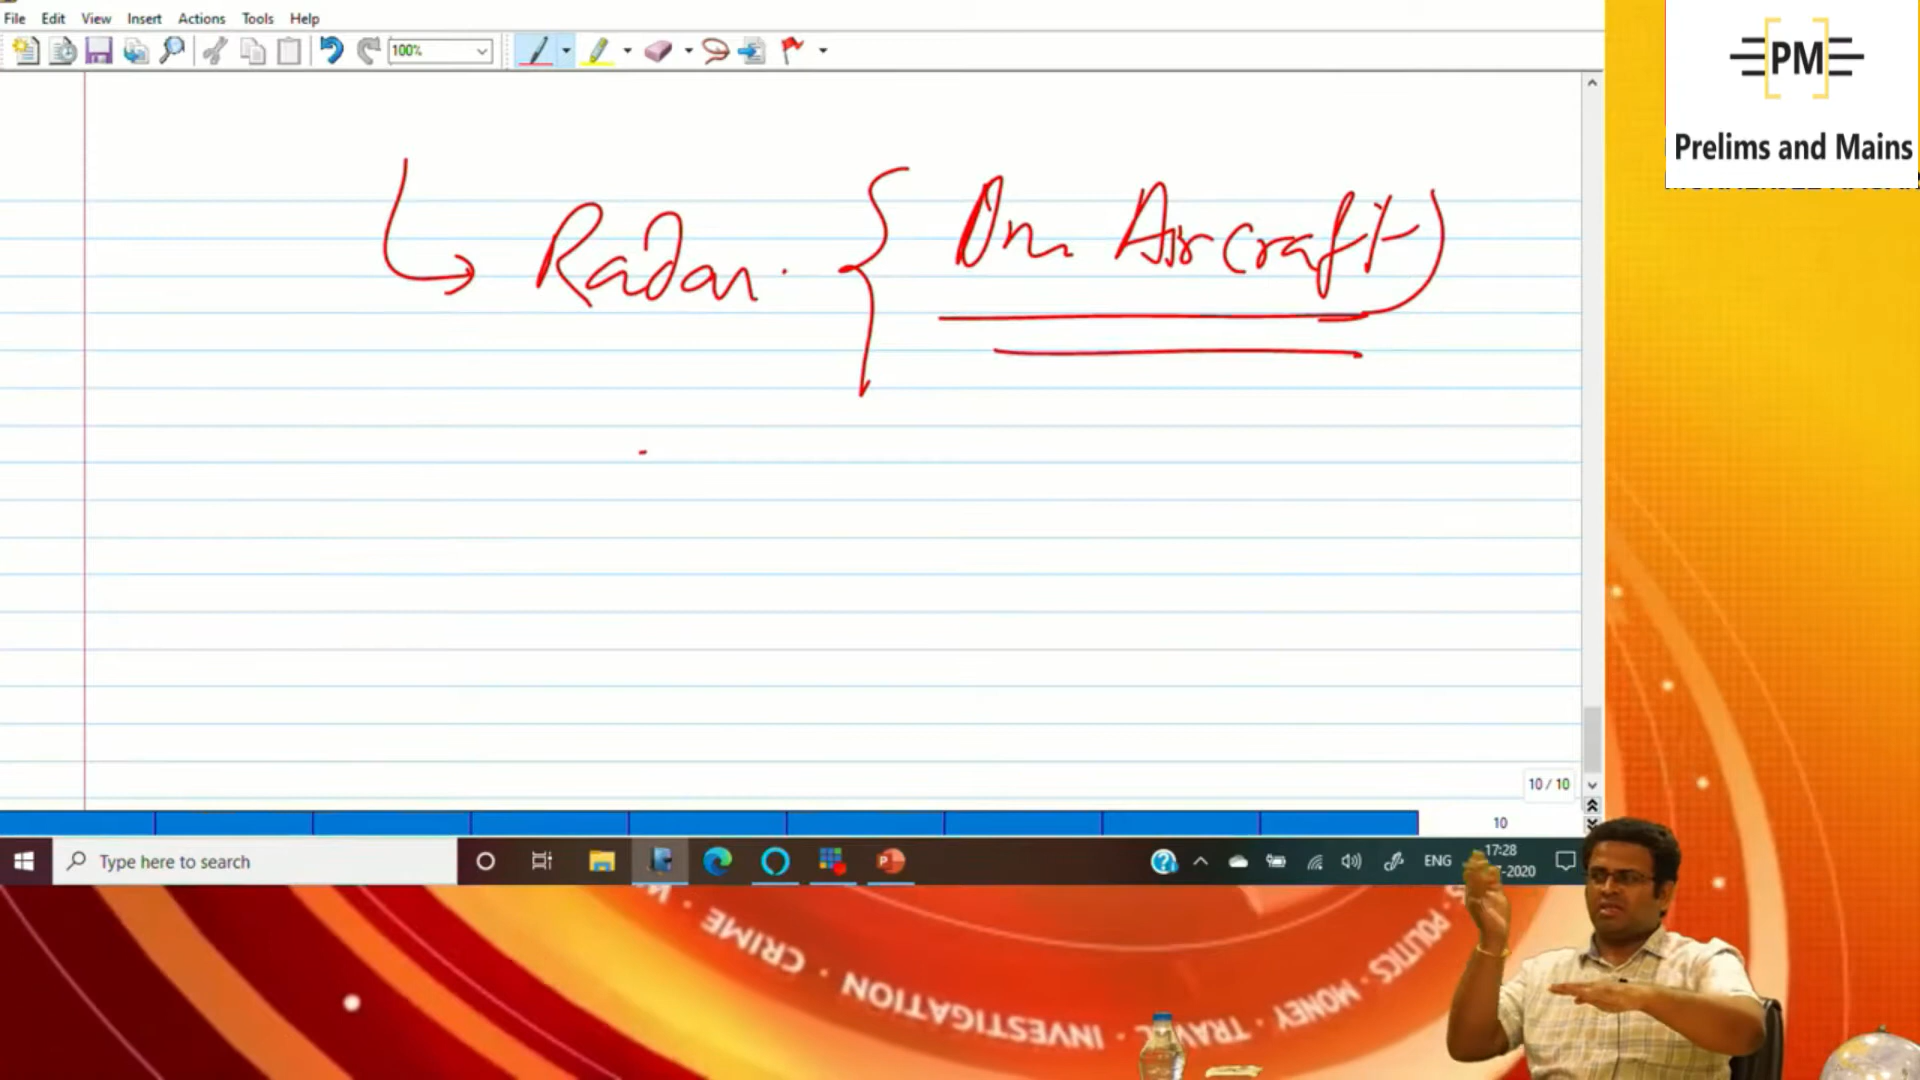 File Edit View Insert Actions Tools Help
PM
Prelims and Mains
100%
Radar. { On Aircraft)
10 / 10
10
Type here to search
ENG
17:28
-2020
CRIME · INVESTIGATION · TRAVEL · MONEY · POLITICS ·